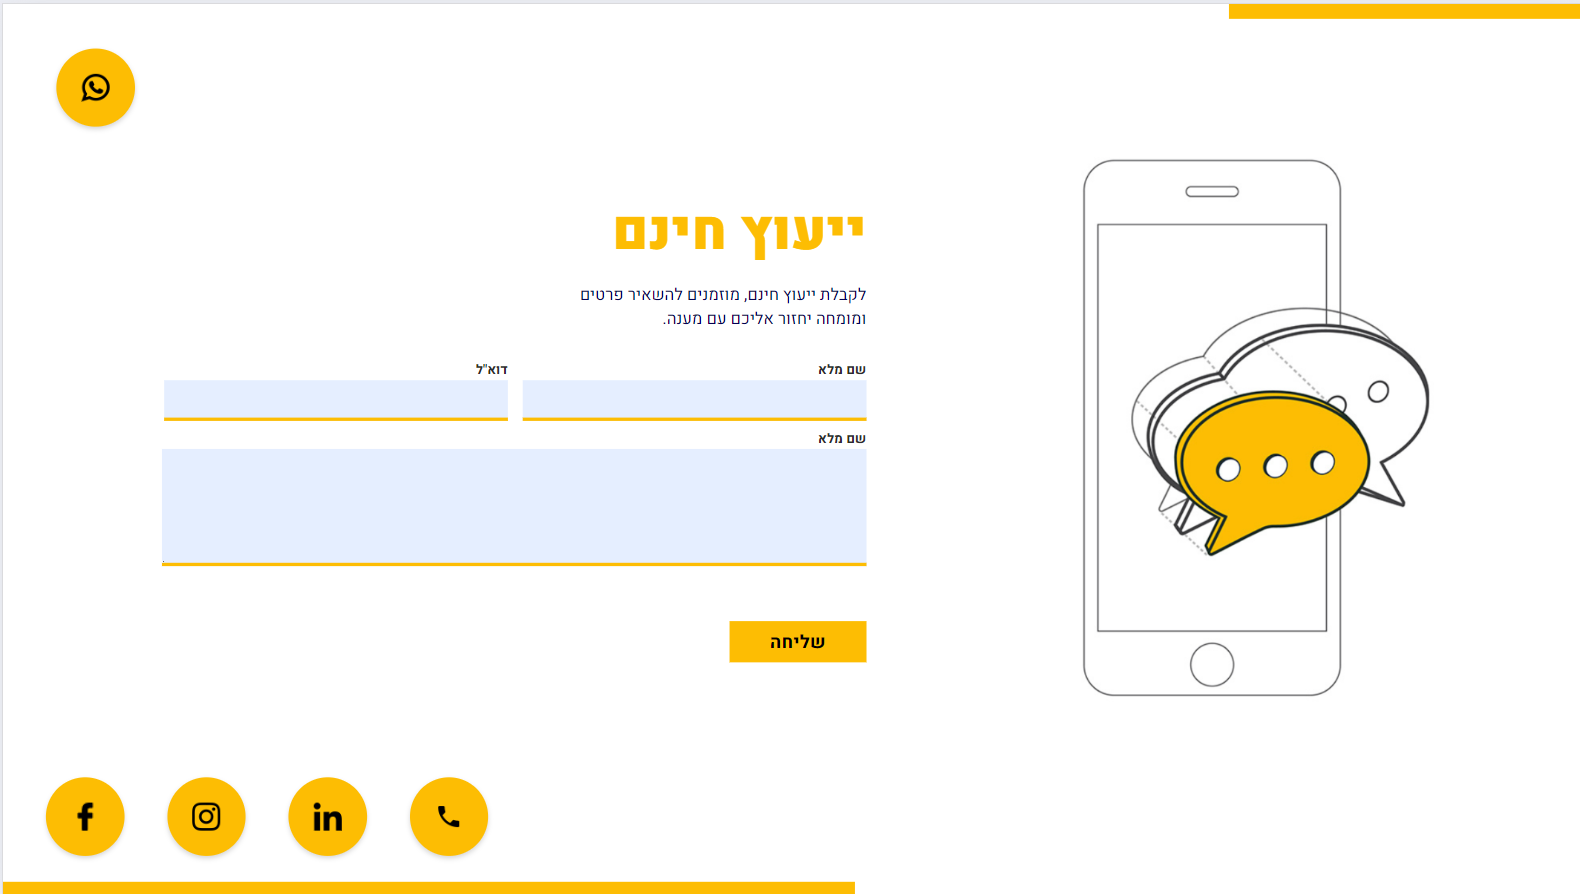 ייעוץ חינם
לקבלת ייעוץ חינם, מוזמנים להשאיר פרטים
ומומחה יחזור אליכם עם מענה.
שם מלא
דוא"ל
שם מלא
שליחה